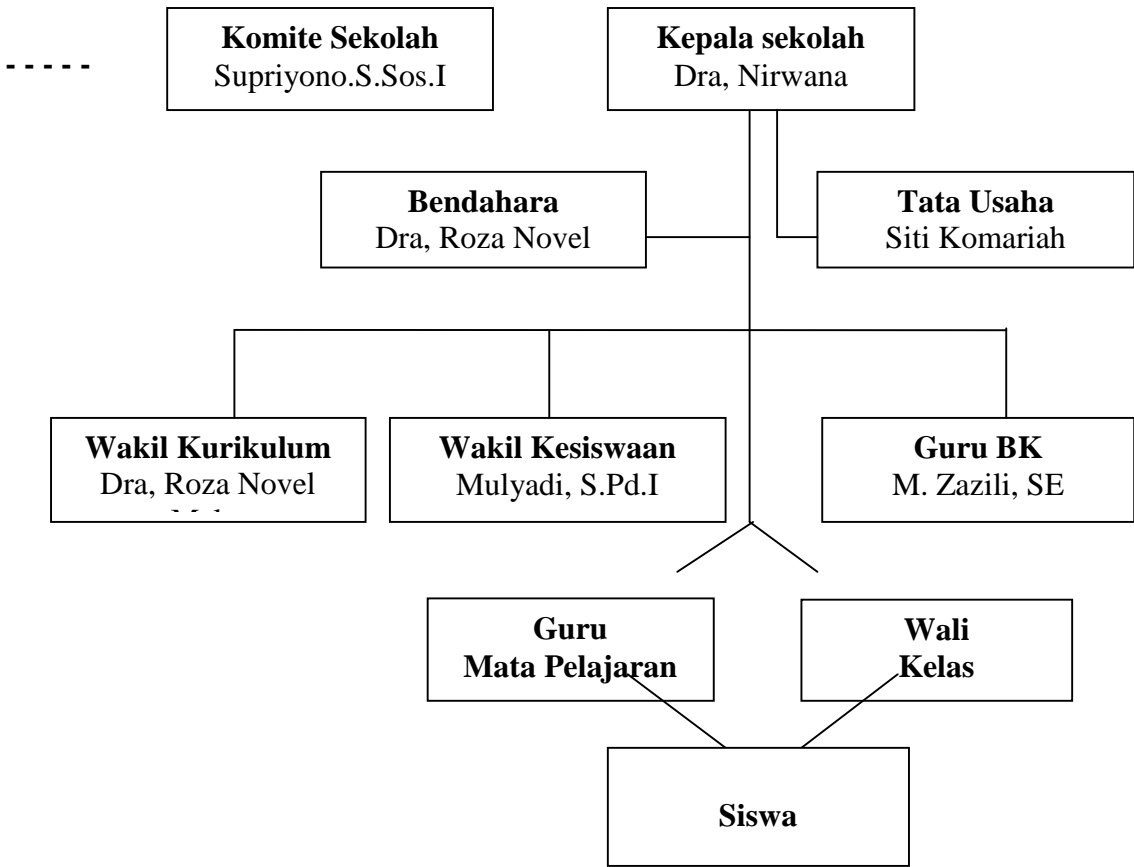 Komite Sekolah
Supriyono.S.Sos.I
Kepala sekolah
Dra, Nirwana
- - - - -
Bendahara
Dra, Roza Novel
Tata Usaha
Siti Komariah
Wakil Kurikulum
Dra, Roza Novel
Wakil Kesiswaan
Mulyadi, S.Pd.I
Guru BK
M. Zazili, SE
Guru
Mata Pelajaran
Wali
Kelas
Siswa